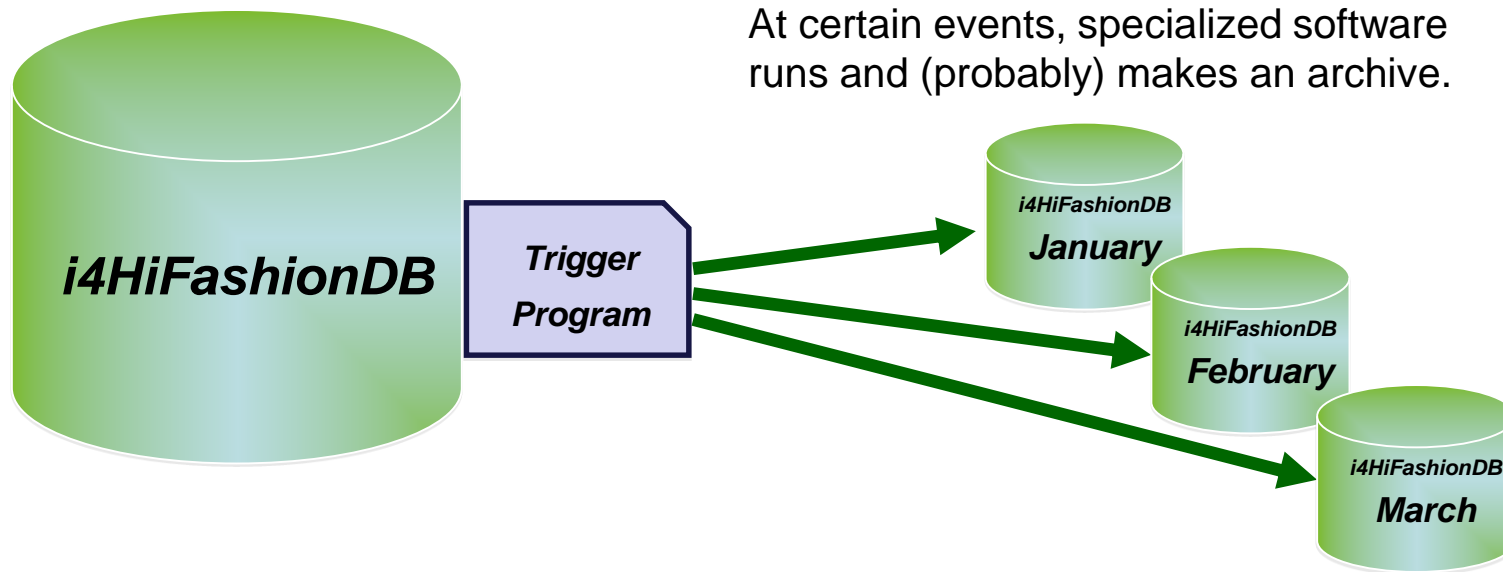 At certain events, specialized software
runs and (probably) makes an archive.
i4HiFashionDB
Trigger
Program
i4HiFashionDB
January
i4HiFashionDB
February
i4HiFashionDB
March